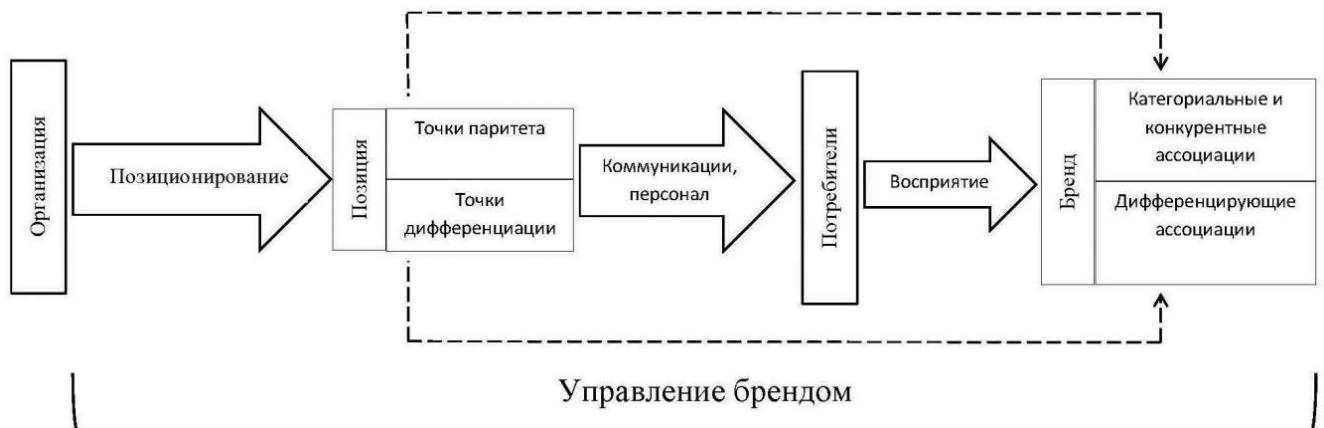 Организация
Позиционирование
Позиция
Точки паритета
Точки
дифференциации
Коммуникации,
персонал
Потребители
Восприятие
Бренд
Категориальные и
конкурентные
ассоциации
Дифференцирующие
ассоциации
Управление брендом